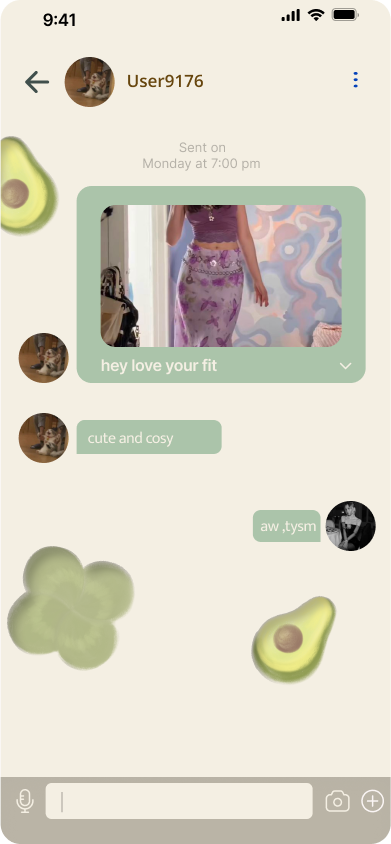 9:41
User9176
Sent on
Monday at 7:00 pm
hey love your fit
cute and cosy
aw ,tysm